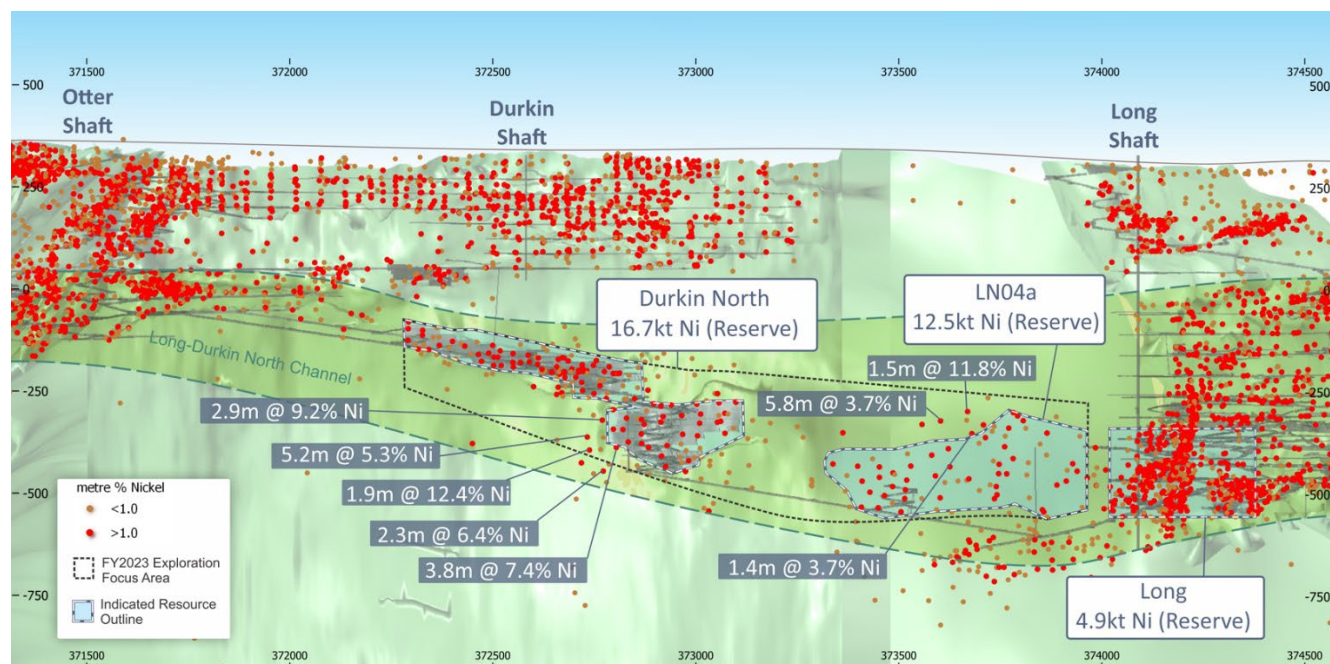 371500 372000 372500 373000 373500 374000 374500
500 500
Otter
Shaft
Durkin
Shaft
Long
Shaft
250 250
0 0
Durkin North
16.7kt Ni (Reserve)
LN04a
12.5kt Ni (Reserve)
Long-Durkin North Channel
1.5m @ 11.8% Ni
5.8m @ 3.7% Ni
-250 -250
2.9m @ 9.2% Ni
5.2m @ 5.3% Ni
1.9m @ 12.4% Ni
2.3m @ 6.4% Ni
3.8m @ 7.4% Ni
1.4m @ 3.7% Ni
-500 -500
metre % Nickel
<1.0
>1.0
FY2023 Exploration
Focus Area
Indicated Resource
Outline
Long
4.9kt Ni (Reserve)
-750 -750
371500 372000 372500 373000 373500 374000 374500